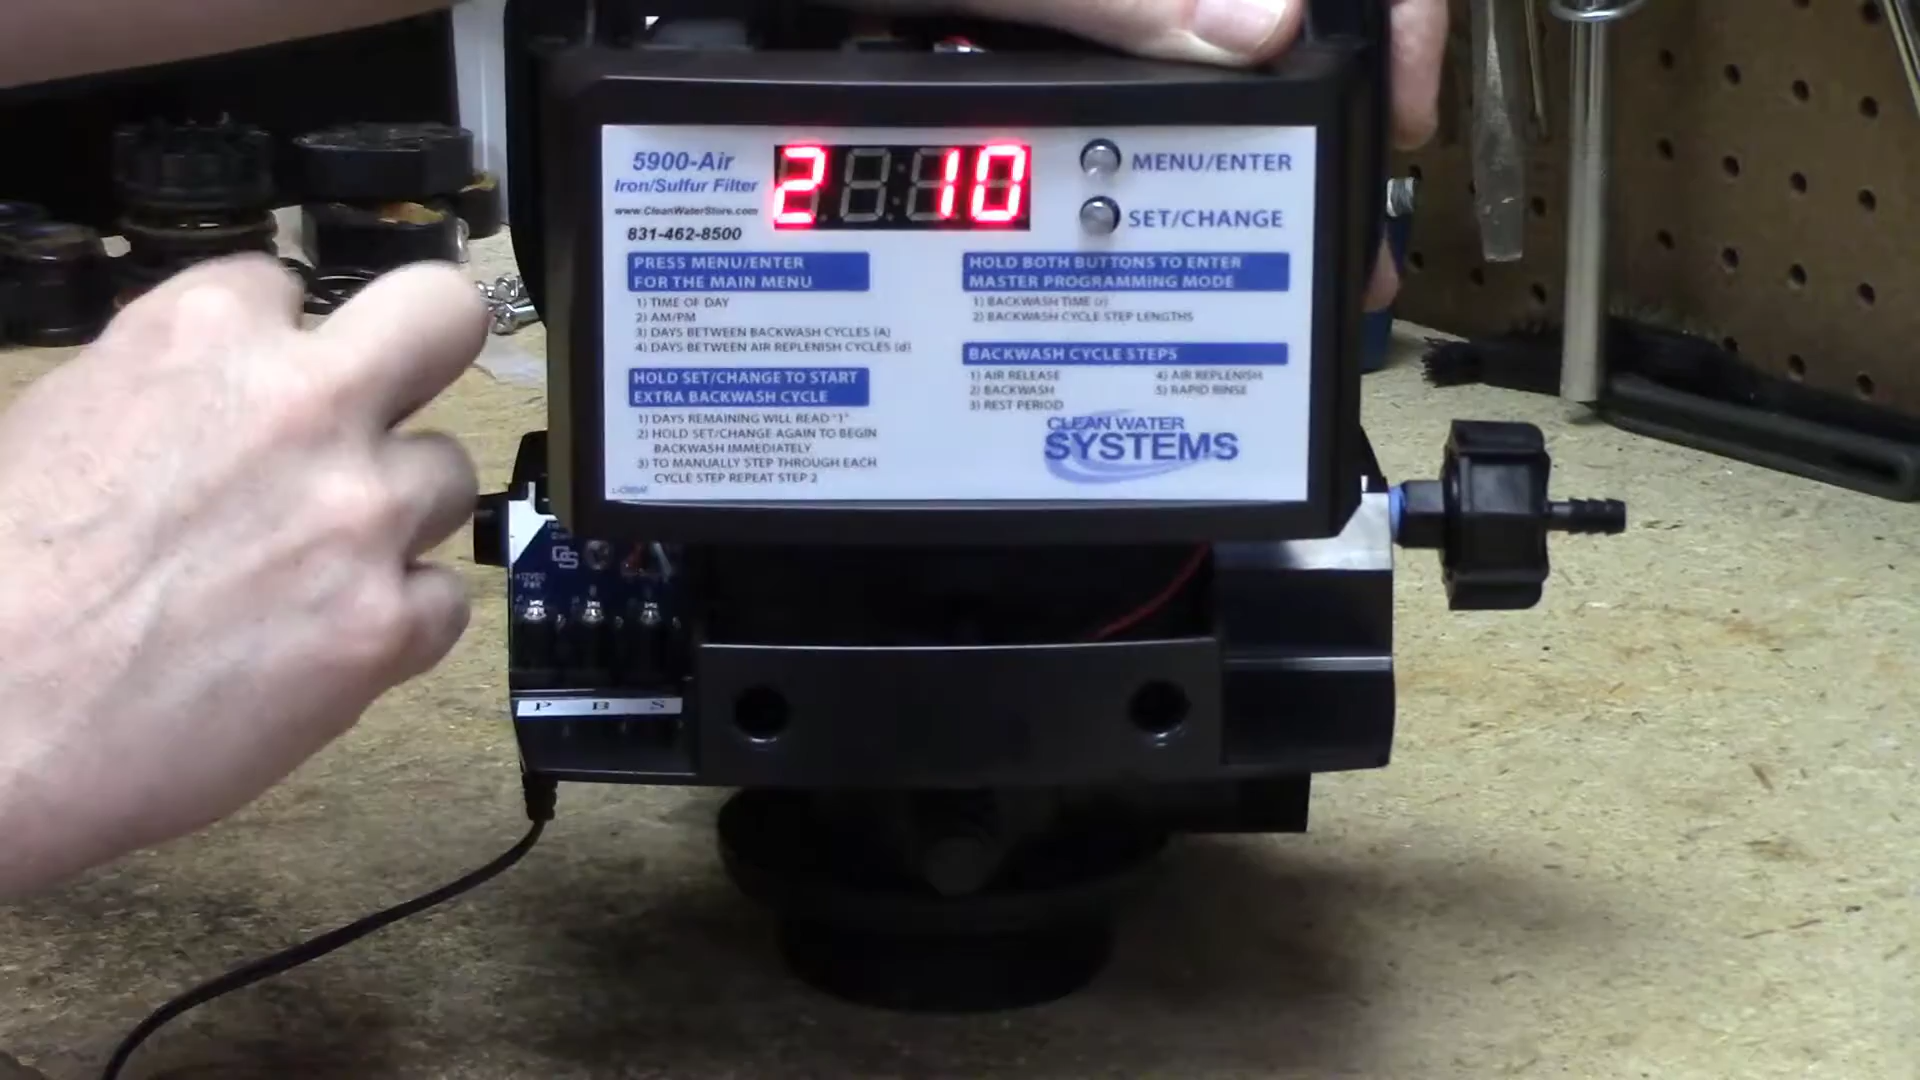 5900-Air
Iron/Sulfur Filter
www.CleanWaterStore.com
831-462-8500
2 10
MENU/ENTER
SET/CHANGE
PRESS MENU/ENTER
FOR THE MAIN MENU
1) TIME OF DAY
2) AM/PM
3) DAYS BETWEEN BACKWASH CYCLES (A)
4) DAYS BETWEEN AIR REPLENISH CYCLES (d)
HOLD SET/CHANGE TO START
EXTRA BACKWASH CYCLE
1) DAYS REMAINING WILL READ "1"
2) HOLD SET/CHANGE AGAIN TO BEGIN
BACKWASH IMMEDIATELY
3) TO MANUALLY STEP THROUGH EACH
CYCLE STEP REPEAT STEP 2
HOLD BOTH BUTTONS TO ENTER
MASTER PROGRAMMING MODE
1) BACKWASH TIME (r)
2) BACKWASH CYCLE STEP LENGTHS
BACKWASH CYCLE STEPS
1) AIR RELEASE
2) BACKWASH
3) REST PERIOD
4) AIR REPLENISH
5) RAPID RINSE
CLEAN WATER
SYSTEMS
+12VDC
PWR
P B S